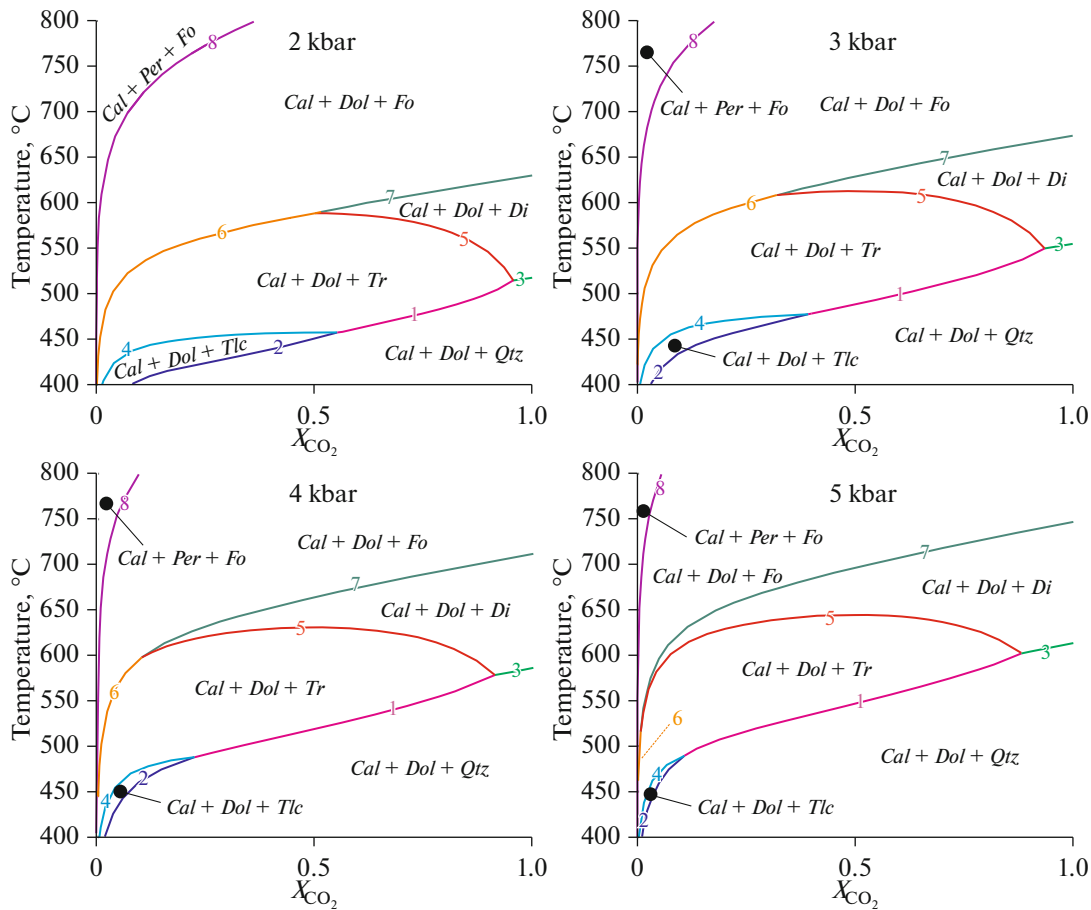 2 kbar
Temperature, °C
800
750
700
650
600
550
500
450
400
Cal + Per + Fo
8
Cal + Dol + Fo
7
Cal + Dol + Di
6
5
Cal + Dol + Tr
3
1
4
Cal + Dol + Tlc
2
Cal + Dol + Qtz
0
0.5
1.0
XCO2
3 kbar
Temperature, °C
800
750
700
650
600
550
500
450
400
8
Cal + Per + Fo
Cal + Dol + Fo
7
Cal + Dol + Di
6
5
Cal + Dol + Tr
3
1
4
Cal + Dol + Qtz
2
Cal + Dol + Tlc
0
0.5
1.0
XCO2
4 kbar
Temperature, °C
800
750
700
650
600
550
500
450
400
8
Cal + Per + Fo
Cal + Dol + Fo
7
Cal + Dol + Di
5
6
Cal + Dol + Tr
3
1
Cal + Dol + Qtz
2
4
Cal + Dol + Tlc
0
0.5
1.0
XCO2
5 kbar
Temperature, °C
800
750
700
650
600
550
500
450
400
8
Cal + Per + Fo
Cal + Dol + Fo
7
Cal + Dol + Di
5
Cal + Dol + Tr
3
6
1
Cal + Dol + Qtz
4
Cal + Dol + Tlc
2
0
0.5
1.0
XCO2